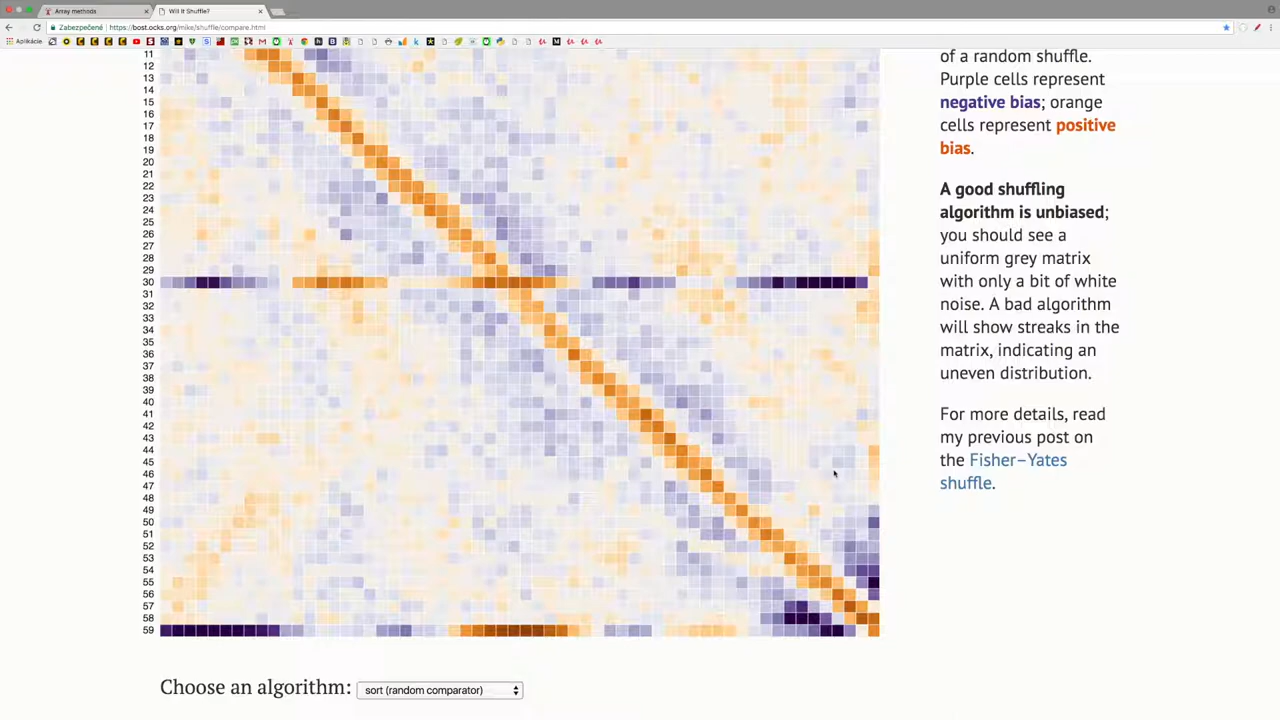 Array methods
Will It Shuffle?
Zabezpečené
https://bost.ocks.org/mike/shuffle/compare.html
Aplikácie
11
12
13
14
15
16
17
18
19
20
21
22
23
24
25
26
27
28
29
30
31
32
33
34
35
36
37
38
39
40
41
42
43
44
45
46
47
48
49
50
51
52
53
54
55
56
57
58
59
of a random shuffle.
Purple cells represent
negative bias; orange
cells represent positive
bias.
A good shuffling
algorithm is unbiased;
you should see a
uniform grey matrix
with only a bit of white
noise. A bad algorithm
will show streaks in the
matrix, indicating an
uneven distribution.
For more details, read
my previous post on
the Fisher–Yates
shuffle.
Choose an algorithm: sort (random comparator)